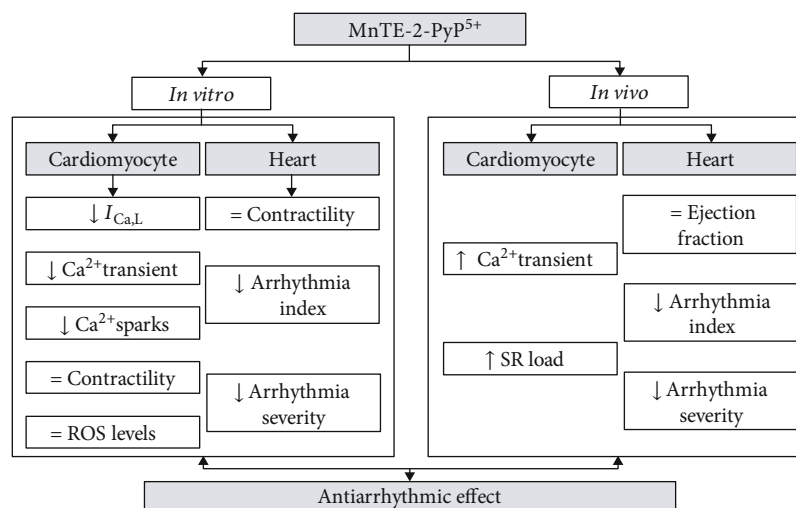 MnTE-2-PyP⁵⁺
In vitro
In vivo
Cardiomyocyte
Heart
↓ I_Ca,L
= Contractility
↓ Ca²⁺transient
↓ Arrhythmia
index
↓ Ca²⁺sparks
= Contractility
↓ Arrhythmia
severity
= ROS levels
Cardiomyocyte
Heart
= Ejection
fraction
↑ Ca²⁺transient
↓ Arrhythmia
index
↑ SR load
↓ Arrhythmia
severity
Antiarrhythmic effect